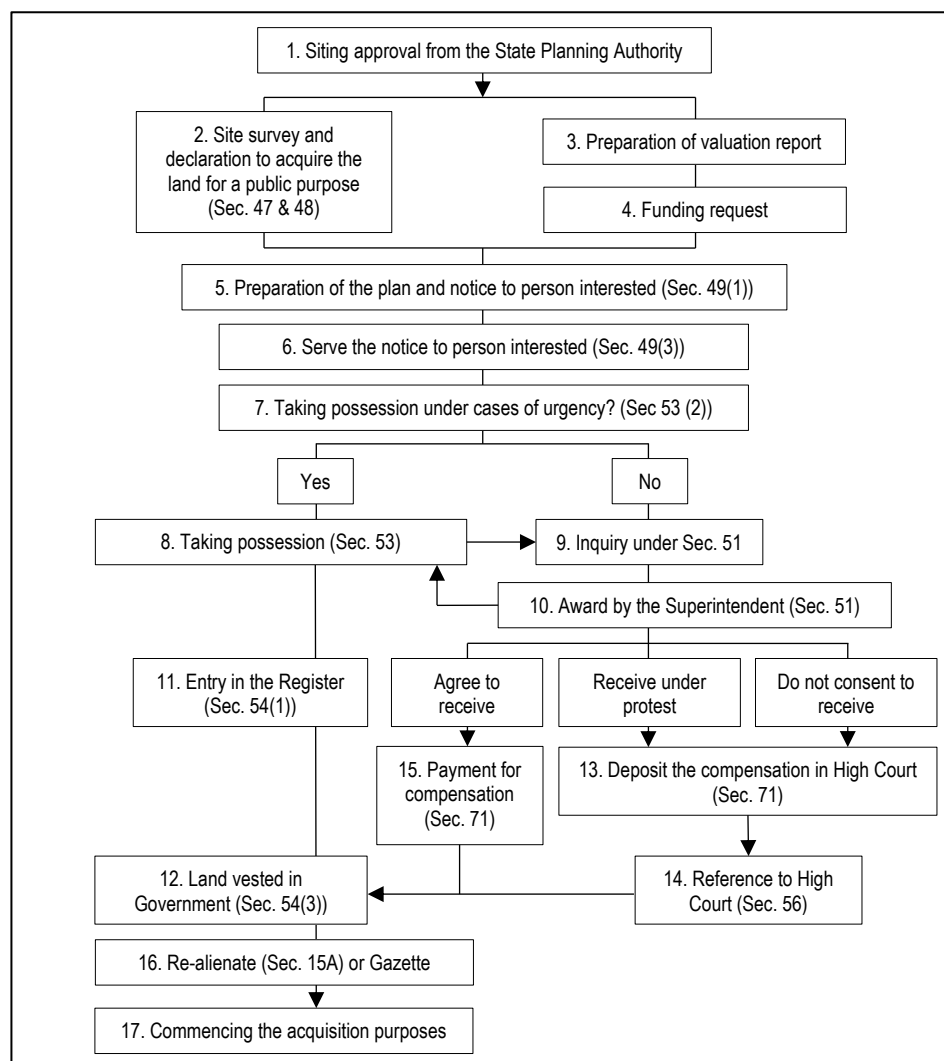 1. Siting approval from the State Planning Authority
2. Site survey and
declaration to acquire the
land for a public purpose
(Sec. 47 & 48)
3. Preparation of valuation report
4. Funding request
5. Preparation of the plan and notice to person interested (Sec. 49(1))
6. Serve the notice to person interested (Sec. 49(3))
7. Taking possession under cases of urgency? (Sec 53 (2))
Yes
No
8. Taking possession (Sec. 53)
9. Inquiry under Sec. 51
10. Award by the Superintendent (Sec. 51)
11. Entry in the Register
(Sec. 54(1))
Agree to
receive
Receive under
protest
Do not consent to
receive
15. Payment for
compensation
(Sec. 71)
13. Deposit the compensation in High Court
(Sec. 71)
12. Land vested in
Government (Sec. 54(3))
14. Reference to High
Court (Sec. 56)
16. Re-alienate (Sec. 15A) or Gazette
17. Commencing the acquisition purposes